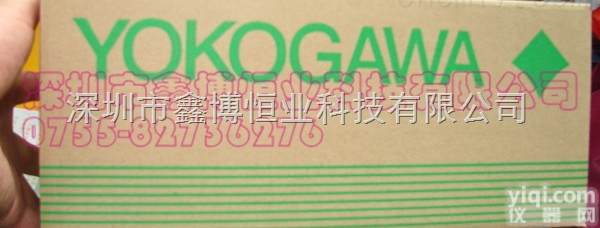 YOKOGAWA
深圳市鑫博恒业科技有限公司
深圳市鑫博恒业科技有限公司
0755-82736276
yiqi.com
仪器网